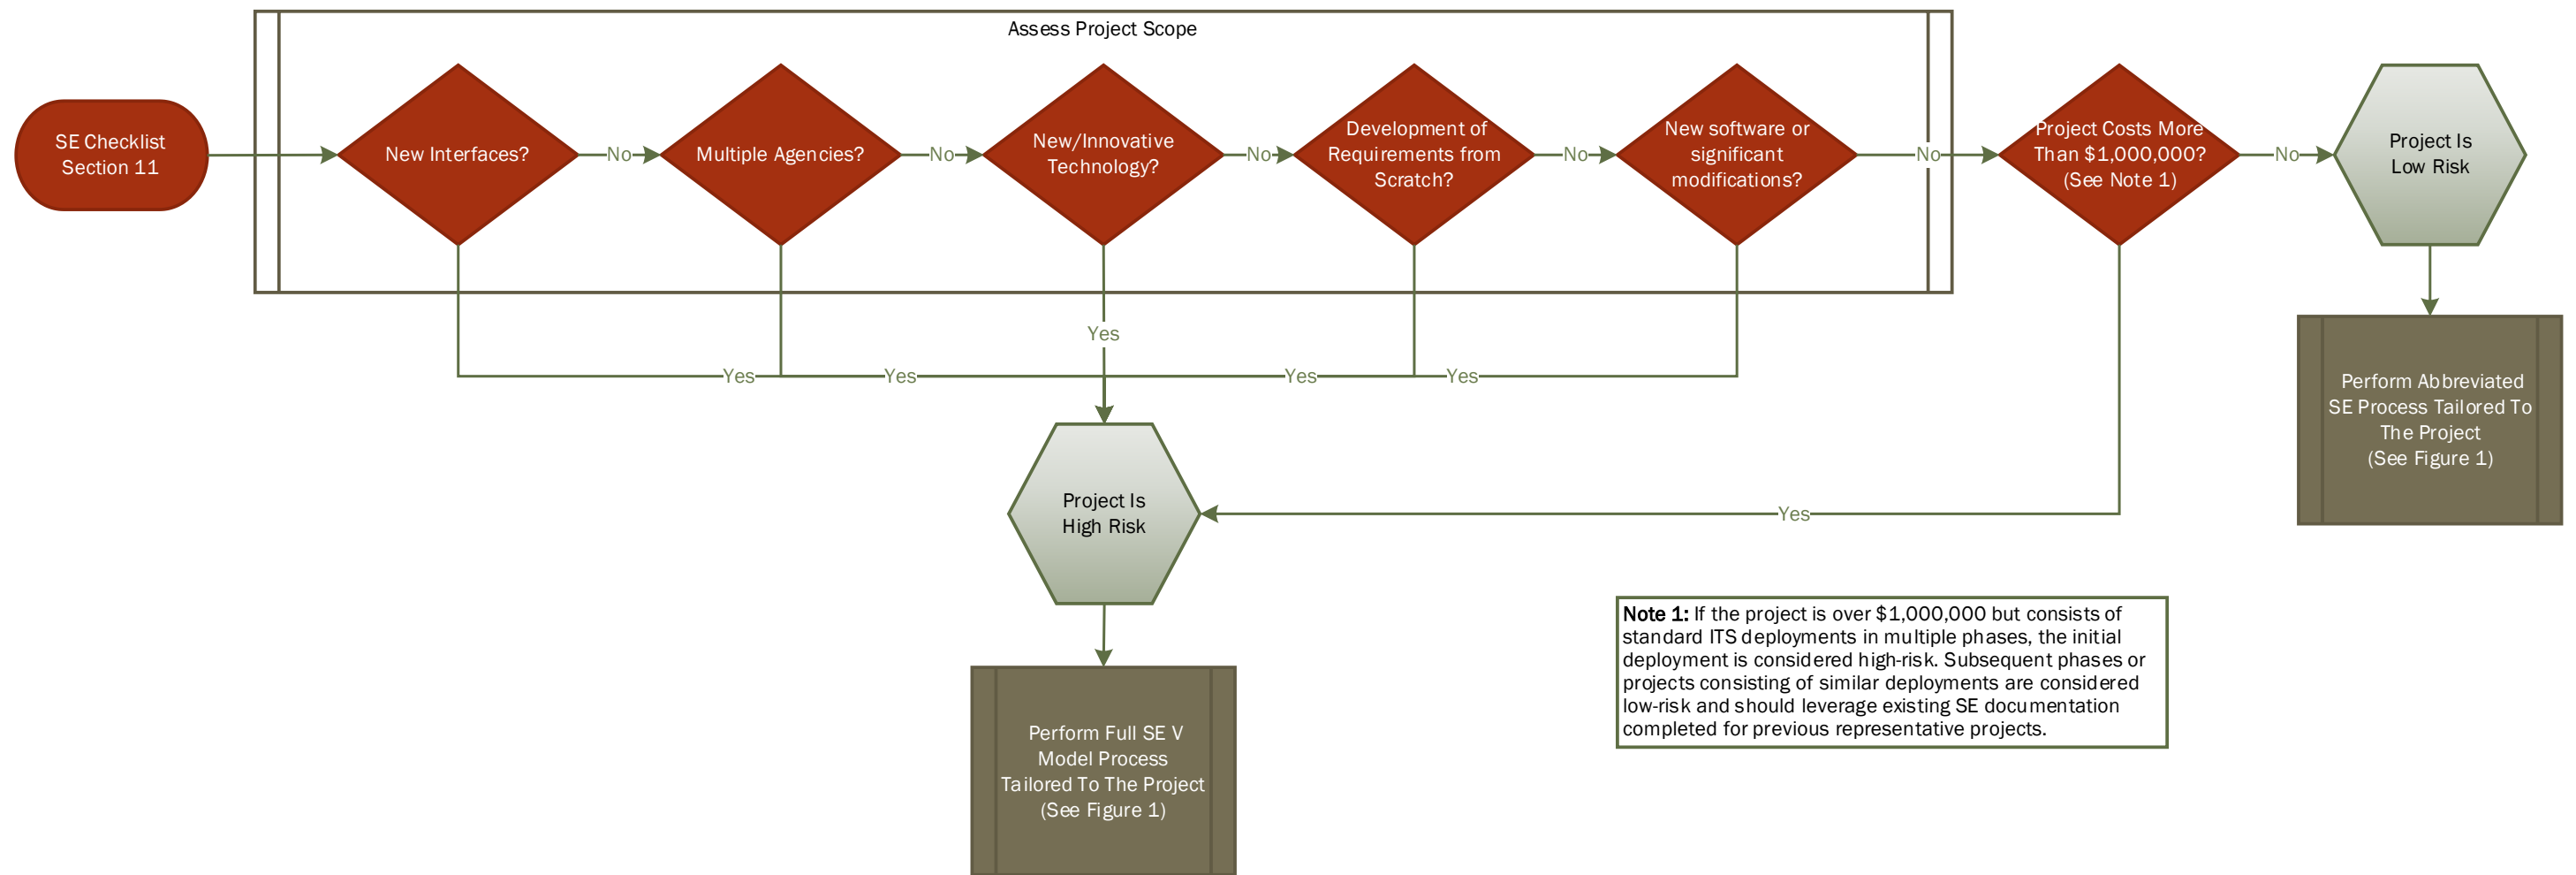 Assess Project Scope
SE Checklist
Section 11
New Interfaces?
No
Multiple Agencies?
No
New/Innovative
Technology?
No
Development of
Requirements from
Scratch?
No
New software or
significant
modifications?
No
Project Costs More
Than $1,000,000?
(See Note 1)
No
Project Is
Low Risk
Yes
Yes
Yes
Yes
Yes
Perform Abbreviated
SE Process Tailored To
The Project
(See Figure 1)
Project Is
High Risk
Yes
Note 1: If the project is over $1,000,000 but consists of
standard ITS deployments in multiple phases, the initial
deployment is considered high-risk. Subsequent phases or
projects consisting of similar deployments are considered
low-risk and should leverage existing SE documentation
completed for previous representative projects.
Perform Full SE V
Model Process
Tailored To The Project
(See Figure 1)